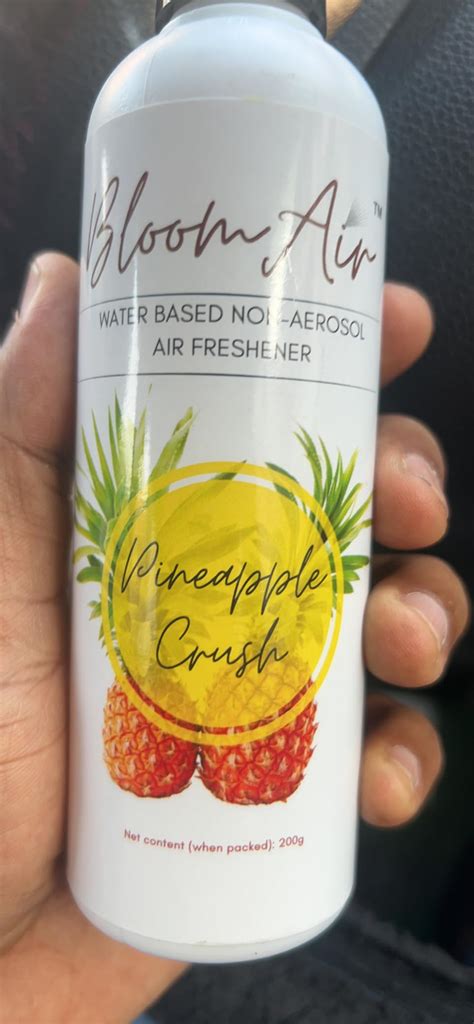 Bloom Air™
WATER BASED NON-AEROSOL
AIR FRESHENER
Pineapple
Crush
Net content (when packed): 200g